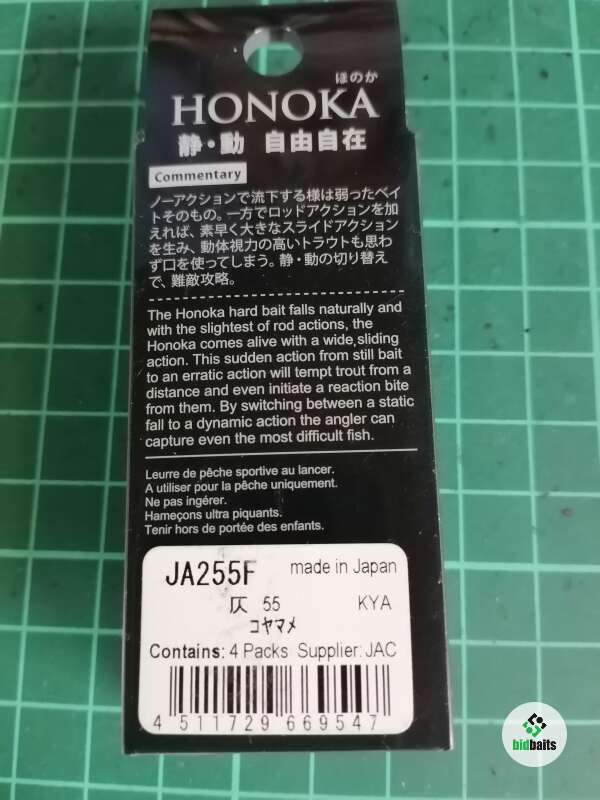 ほのか
HONOKA
静・動 自由自在
Commentary
ノーアクションで流下する様は弱ったベイ
トそのもの。一方でロッドアクションを加
えれば、素早く大きなスライドアクション
を生み、動体視力の高いトラウトも思わ
ず口を使ってしまう。静・動の切り替え
で、難敵攻略。
The Honoka hard bait falls naturally and
with the slightest of rod actions, the
Honoka comes alive with a wide,sliding
action. This sudden action from still bait
to an erratic action will tempt trout from a
distance and even initiate a reaction bite
from them. By switching between a static
fall to a dynamic action the angler can
capture even the most difficult fish.
Leurre de pêche sportive au lancer.
A utiliser pour la pêche uniquement.
Ne pas ingérer.
Hameçons ultra piquants.
Tenir hors de portée des enfants.
JA255F made in Japan
仄 55 KYA
コヤマメ
Contains: 4 Packs Supplier: JAC
4 511729 669547
bidbaits